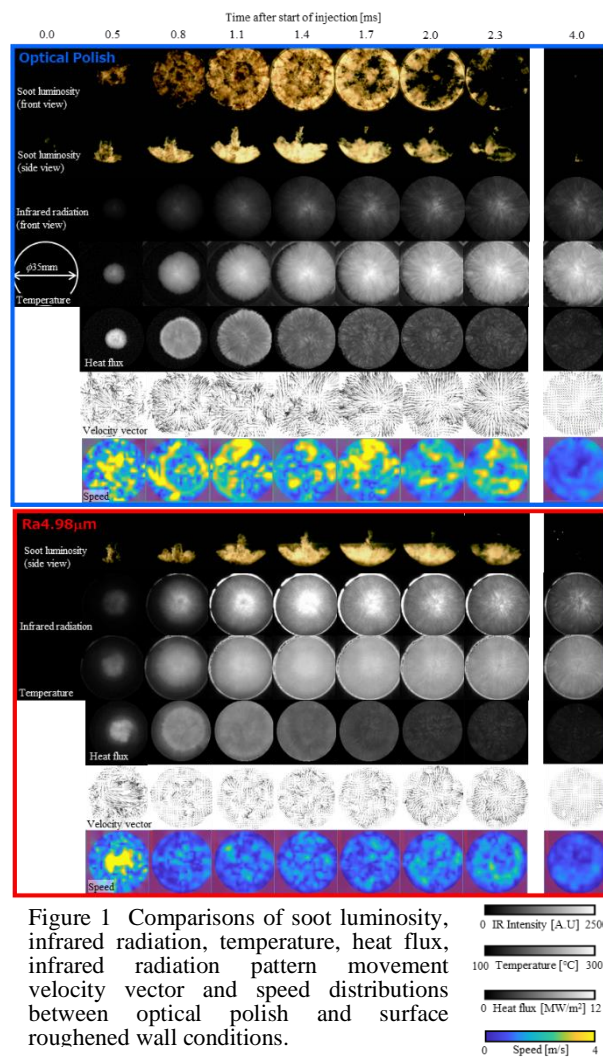 Time after start of injection [ms]
0.0 0.5 0.8 1.1 1.4 1.7 2.0 2.3 4.0
Optical Polish
Soot luminosity
(front view)
Soot luminosity
(side view)
Infrared radiation
(front view)
ϕ35mm
Temperature
Heat flux
Velocity vector
Speed
Ra4.98μm
Soot luminosity
(side view)
Infrared radiation
Temperature
Heat flux
Velocity vector
Speed
Figure 1 Comparisons of soot luminosity,
infrared radiation, temperature, heat flux,
infrared radiation pattern movement
velocity vector and speed distributions
between optical polish and surface
roughened wall conditions.
0 IR Intensity [A.U] 2500
100 Temperature [°C] 300
0 Heat flux [MW/m²] 12
0 Speed [m/s] 4